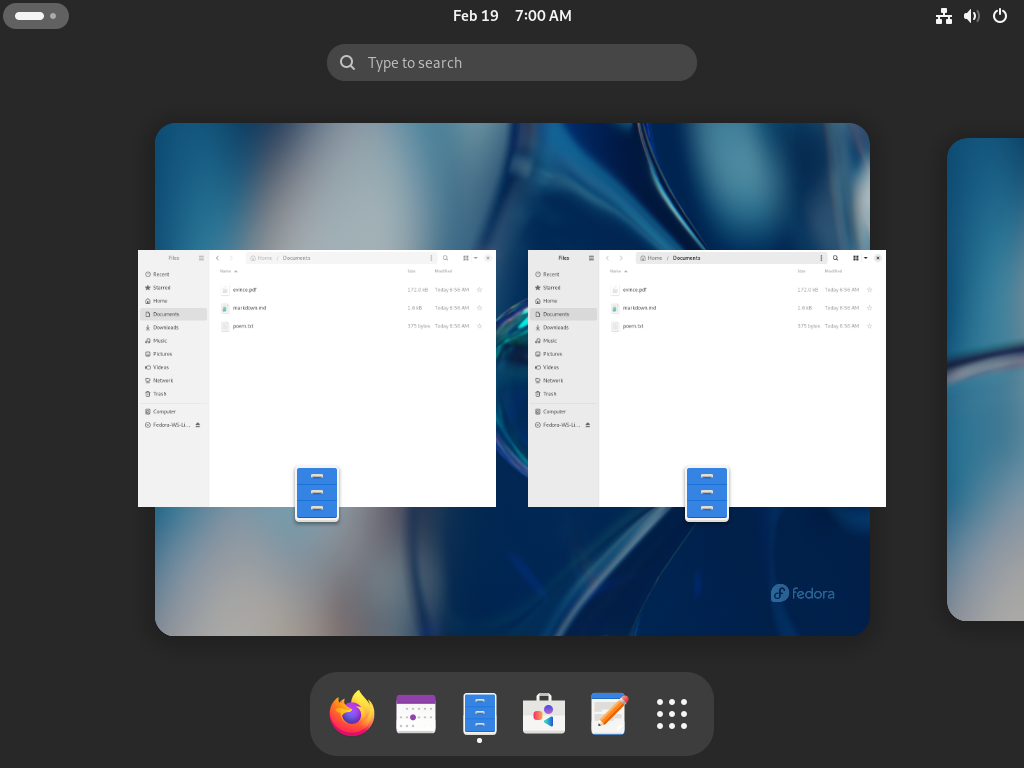 Feb 19 7:00 AM
Type to search
Files
Home / Documents
Name Size Modified
Recent
Starred
Home
Documents
Downloads
Music
Pictures
Videos
Network
Trash
Computer
Fedora-WS-Li...
markdown.md 1.6 kB Today 6:56 AM
poem.txt 375 bytes Today 6:56 AM
172.0 kB Today 6:56 AM
Files
Home / Documents
Name Size Modified
Recent
Starred
Home
Documents
Downloads
Music
Pictures
Videos
Network
Trash
Computer
Fedora-WS-Li...
172.0 kB Today 6:56 AM
markdown.md 1.6 kB Today 6:56 AM
poem.txt 375 bytes Today 6:56 AM
fedora